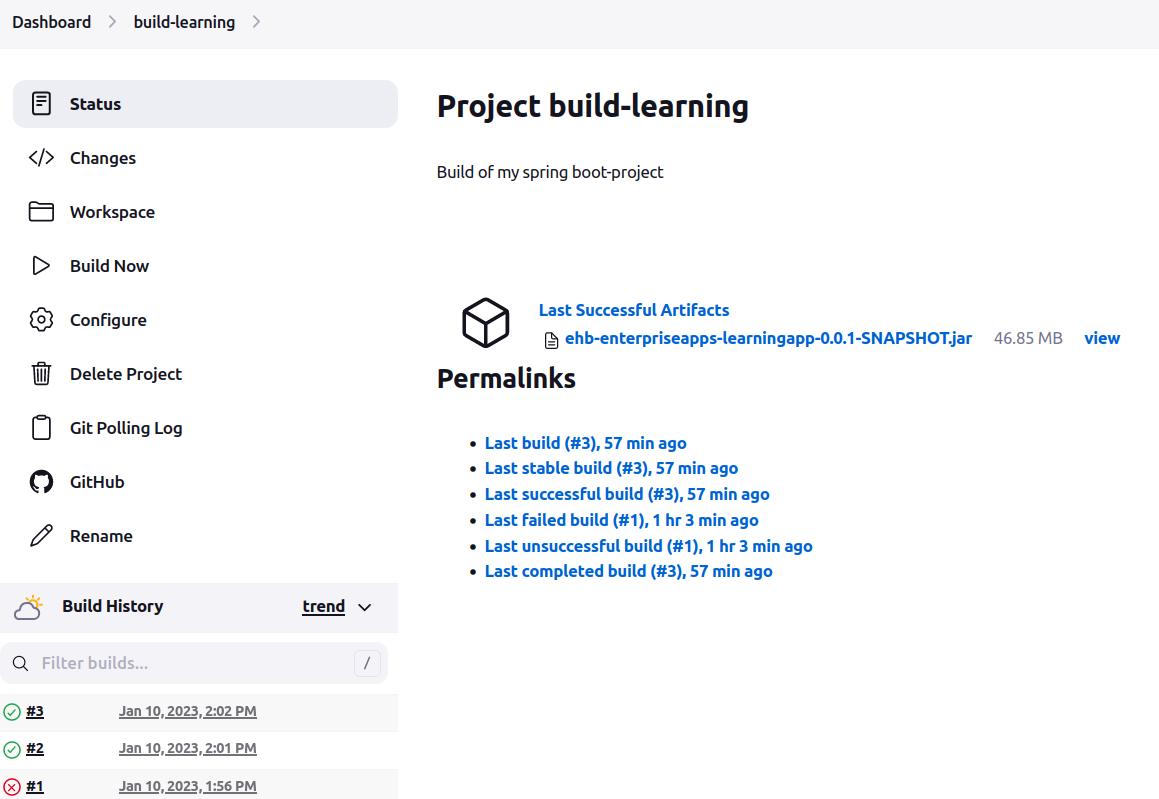 Dashboard > build-learning >
Status
Changes
Workspace
Build Now
Configure
Delete Project
Git Polling Log
GitHub
Rename
Build History trend
Filter builds... /
#3 Jan 10, 2023, 2:02 PM
#2 Jan 10, 2023, 2:01 PM
#1 Jan 10, 2023, 1:56 PM
Project build-learning
Build of my spring boot-project
Last Successful Artifacts
ehb-enterpriseapps-learningapp-0.0.1-SNAPSHOT.jar 46.85 MB view
Permalinks
Last build (#3), 57 min ago
Last stable build (#3), 57 min ago
Last successful build (#3), 57 min ago
Last failed build (#1), 1 hr 3 min ago
Last unsuccessful build (#1), 1 hr 3 min ago
Last completed build (#3), 57 min ago